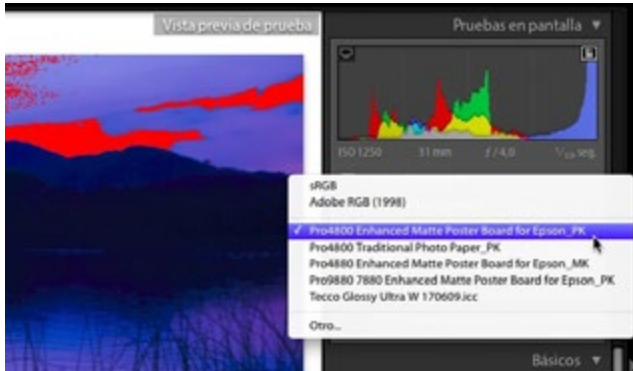 Vista previa de prueba
Pruebas en pantalla
ISO 1250 31 mm ƒ / 4,0 seg.
sRGB
Adobe RGB (1998)
✓ Pro4800 Enhanced Matte Poster Board for Epson_PK
Pro4800 Traditional Photo Paper_PK
Pro4880 Enhanced Matte Poster Board for Epson_MK
Pro9880 7880 Enhanced Matte Poster Board for Epson_PK
Tecco Glossy Ultra W 170609.icc
Otro...
Básicos